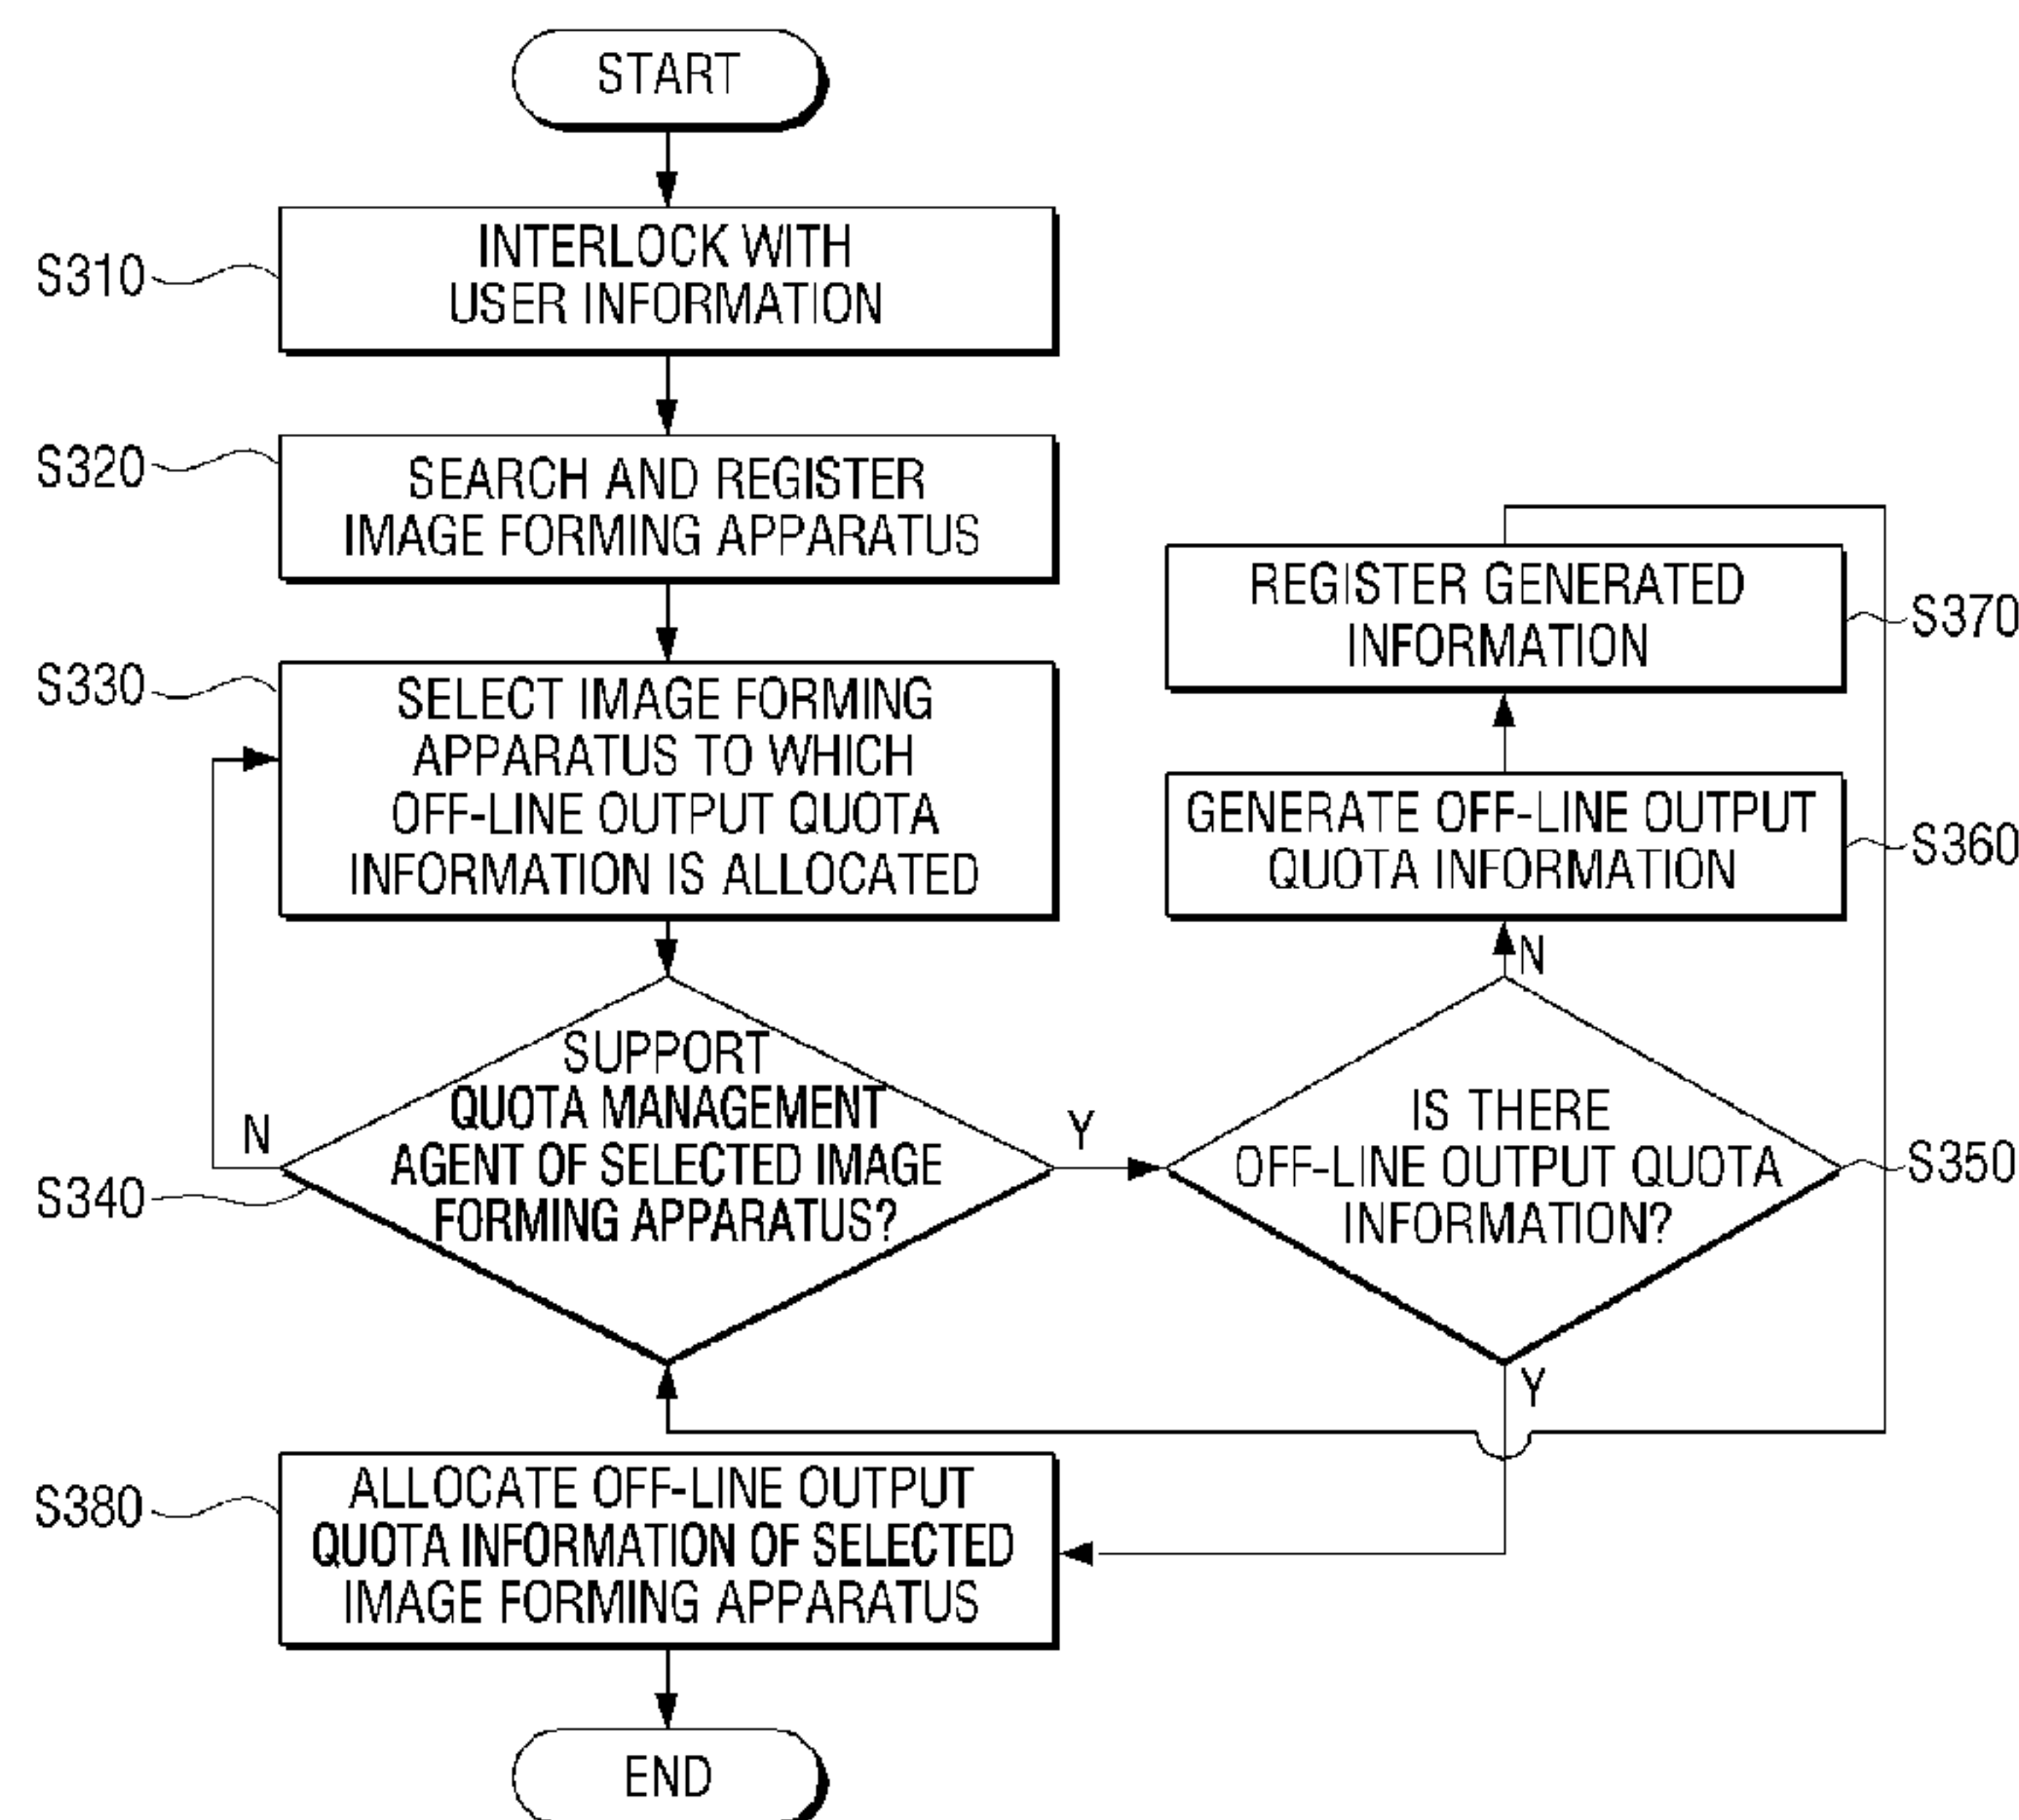 START
S310
INTERLOCK WITH
USER INFORMATION
S320
SEARCH AND REGISTER
IMAGE FORMING APPARATUS
S330
SELECT IMAGE FORMING
APPARATUS TO WHICH
OFF-LINE OUTPUT QUOTA
INFORMATION IS ALLOCATED
REGISTER GENERATED
INFORMATION
S370
GENERATE OFF-LINE OUTPUT
QUOTA INFORMATION
S360
N
S340
SUPPORT
QUOTA MANAGEMENT
AGENT OF SELECTED IMAGE
FORMING APPARATUS?
Y
N
IS THERE
OFF-LINE OUTPUT QUOTA
INFORMATION?
S350
Y
S380
ALLOCATE OFF-LINE OUTPUT
QUOTA INFORMATION OF SELECTED
IMAGE FORMING APPARATUS
END